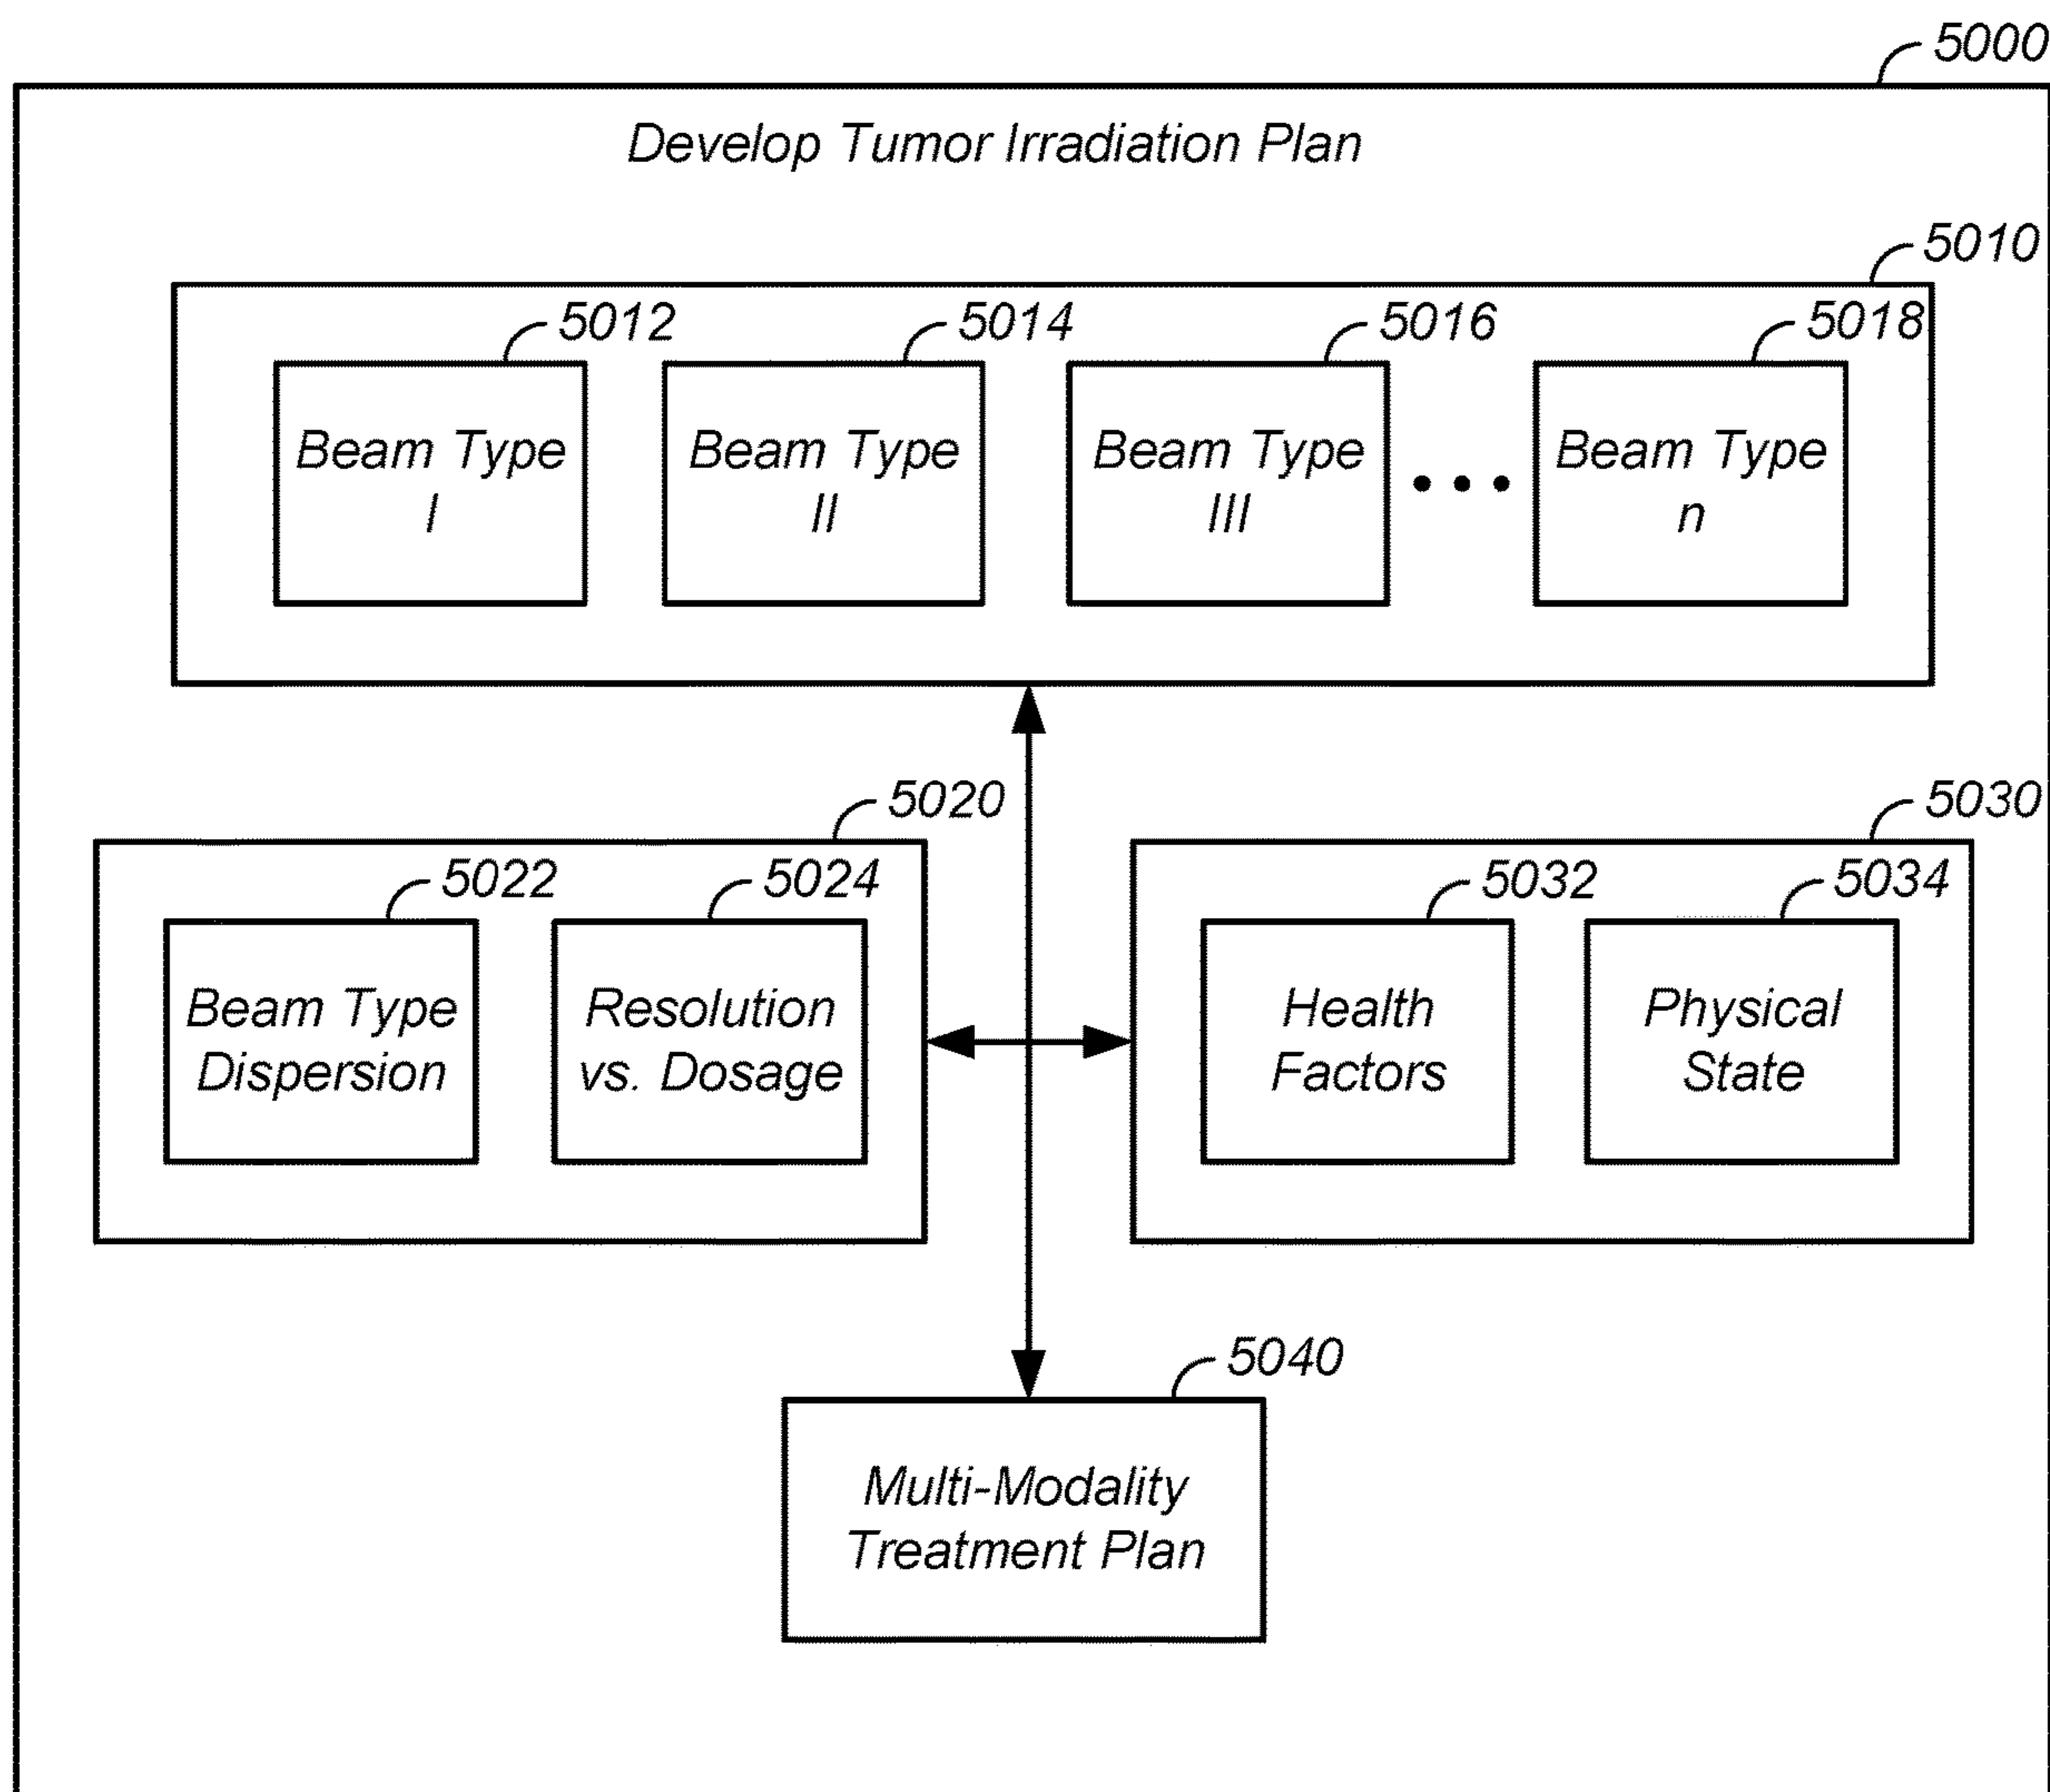 5000
Develop Tumor Irradiation Plan
5010
5012
5014
5016
5018
Beam Type
I
Beam Type
II
Beam Type
III
• • •
Beam Type
n
5020
5030
5022
5024
5032
5034
Beam Type
Dispersion
Resolution
vs. Dosage
Health
Factors
Physical
State
5040
Multi-Modality
Treatment Plan